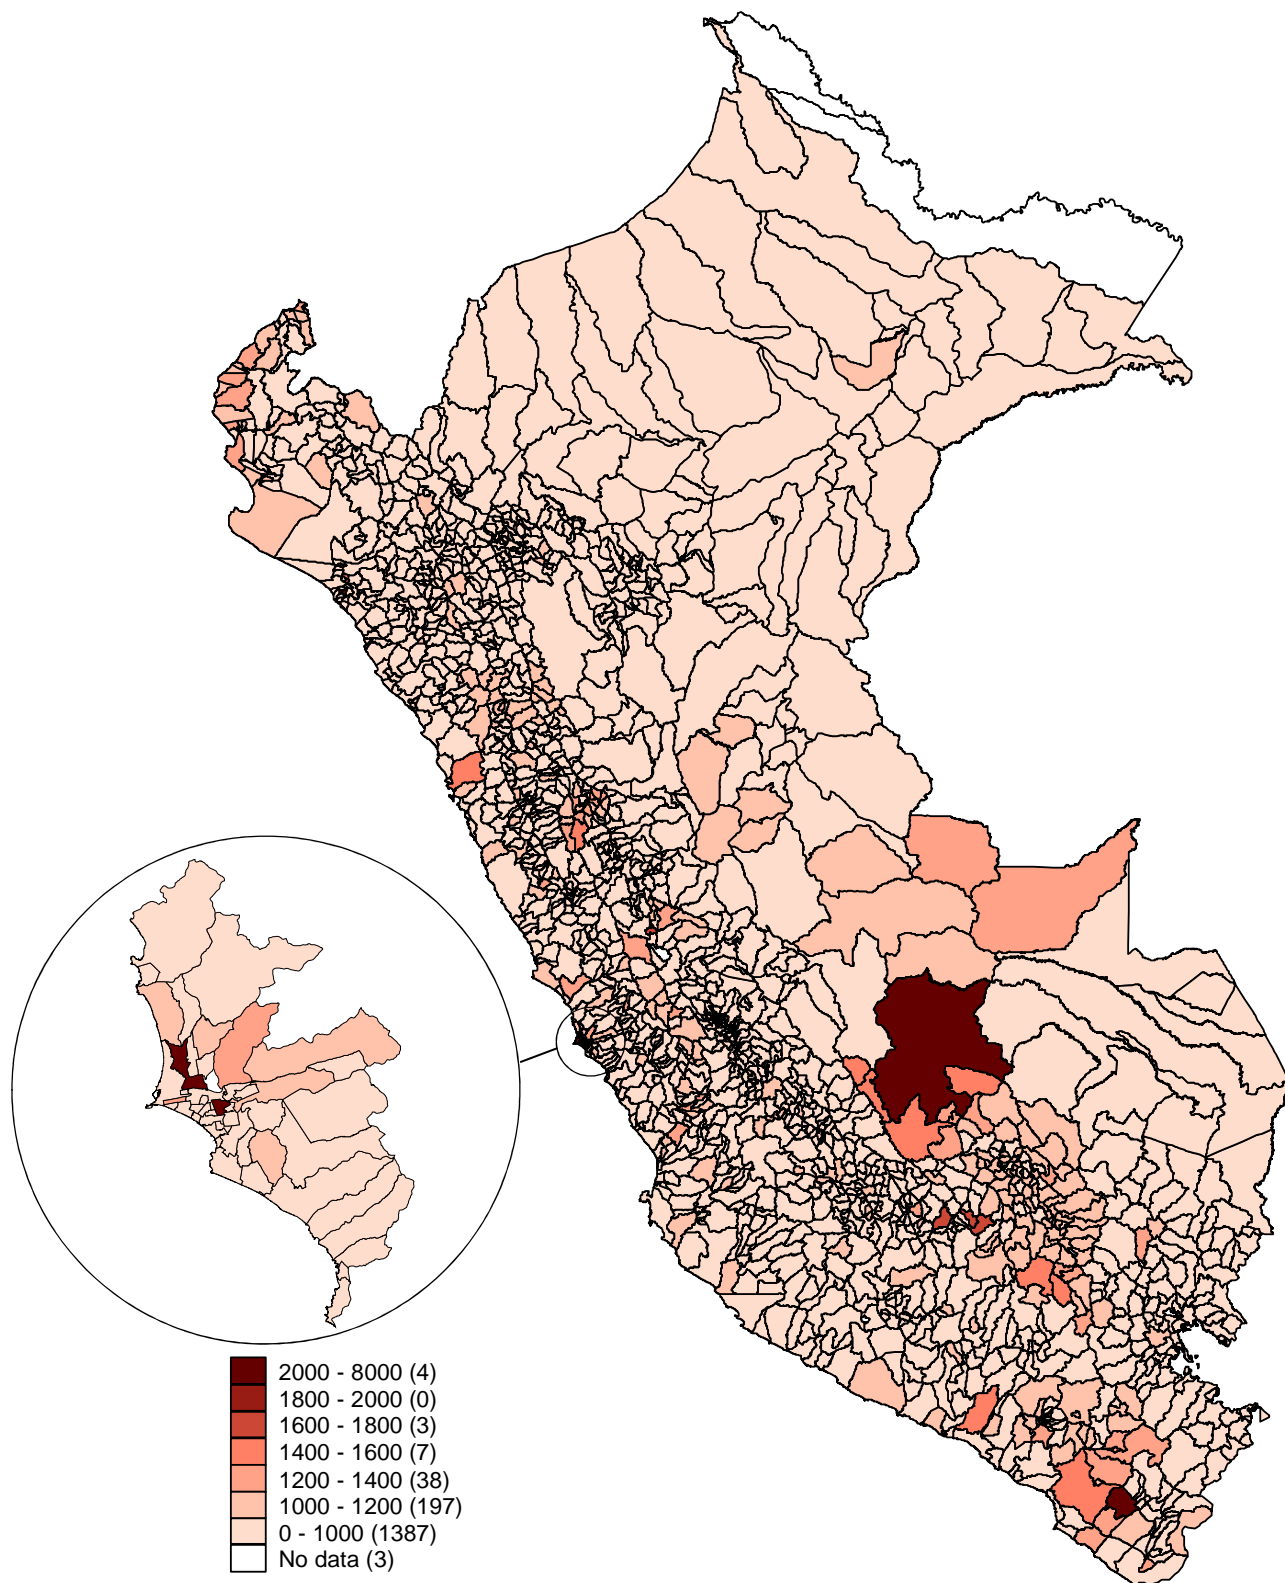 2000 - 8000 (4)
1800 - 2000 (0)
1600 - 1800 (3)
1400 - 1600 (7)
1200 - 1400 (38)
1000 - 1200 (197)
0 - 1000 (1387)
No data (3)